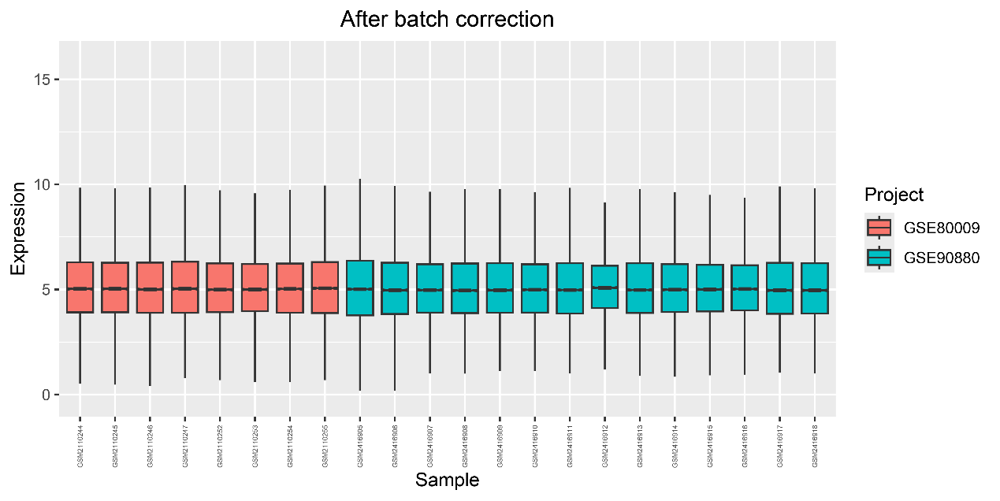 After batch correction
Expression
15
10
5
0
GSM2110244
GSM2110245
GSM2110246
GSM2110247
GSM2110252
GSM2110253
GSM2110254
GSM2110255
GSM2416905
GSM2416906
GSM2416907
GSM2416908
GSM2416909
GSM2416910
GSM2416911
GSM2416912
GSM2416913
GSM2416914
GSM2416915
GSM2416916
GSM2416917
GSM2416918
Sample
Project
GSE80009
GSE90880